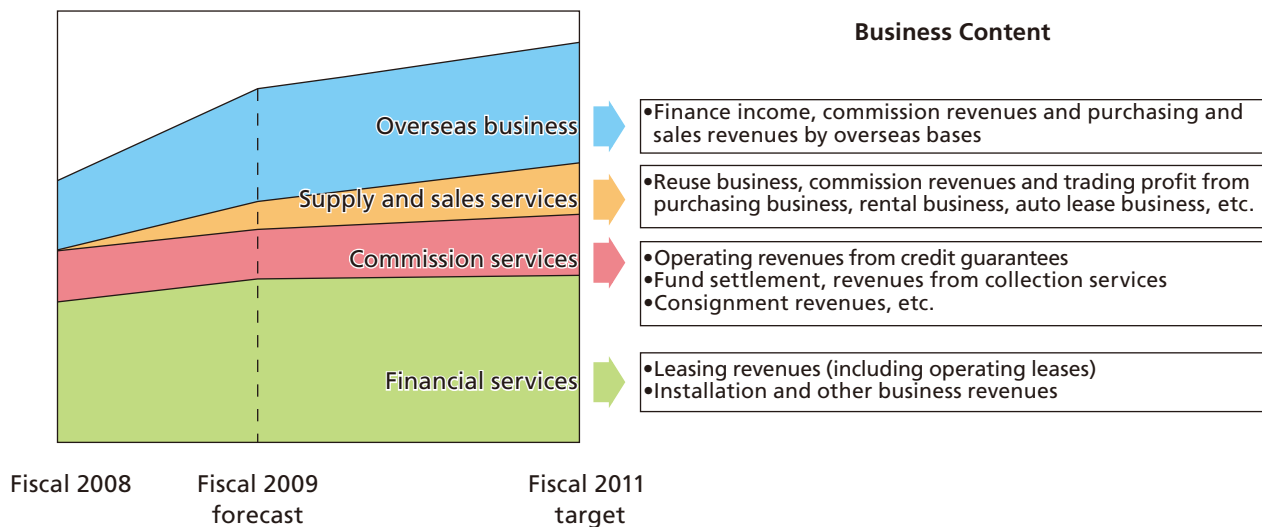 Business Content
Overseas business
•Finance income, commission revenues and purchasing and
sales revenues by overseas bases
Supply and sales services
•Reuse business, commission revenues and trading profit from
purchasing business, rental business, auto lease business, etc.
Commission services
•Operating revenues from credit guarantees
•Fund settlement, revenues from collection services
•Consignment revenues, etc.
Financial services
•Leasing revenues (including operating leases)
•Installation and other business revenues
Fiscal 2008
Fiscal 2009
forecast
Fiscal 2011
target